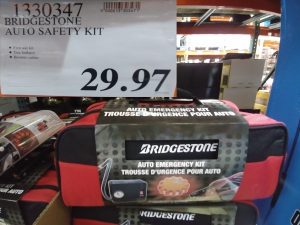 1330347
BRIDGESTONE
AUTO SAFETY KIT
29.97
BRIDGESTONE
AUTO EMERGENCY KIT
TROUSSE D'URGENCE POUR AUTO
BRIDGESTONE
AUTO EMERGENCY KIT
TROUSSE D'URGENCE POUR AUTO
BRIDGESTONE